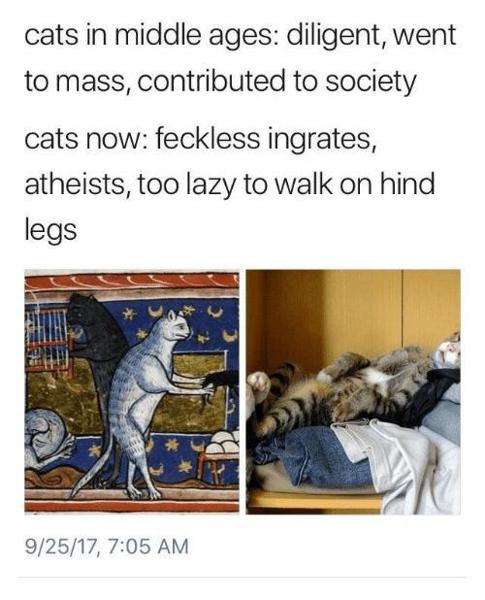 cats in middle ages: diligent, went
to mass, contributed to society
cats now: feckless ingrates,
atheists, too lazy to walk on hind
legs
9/25/17, 7:05 AM